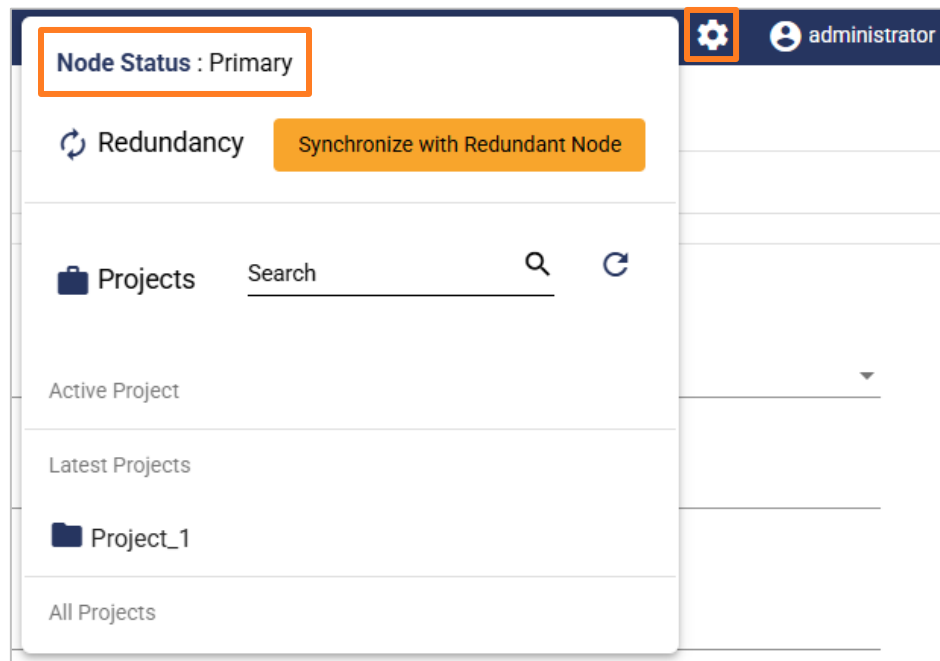 Node Status : Primary
administrator
Redundancy
Synchronize with Redundant Node
Projects
Search
Active Project
Latest Projects
Project_1
All Projects